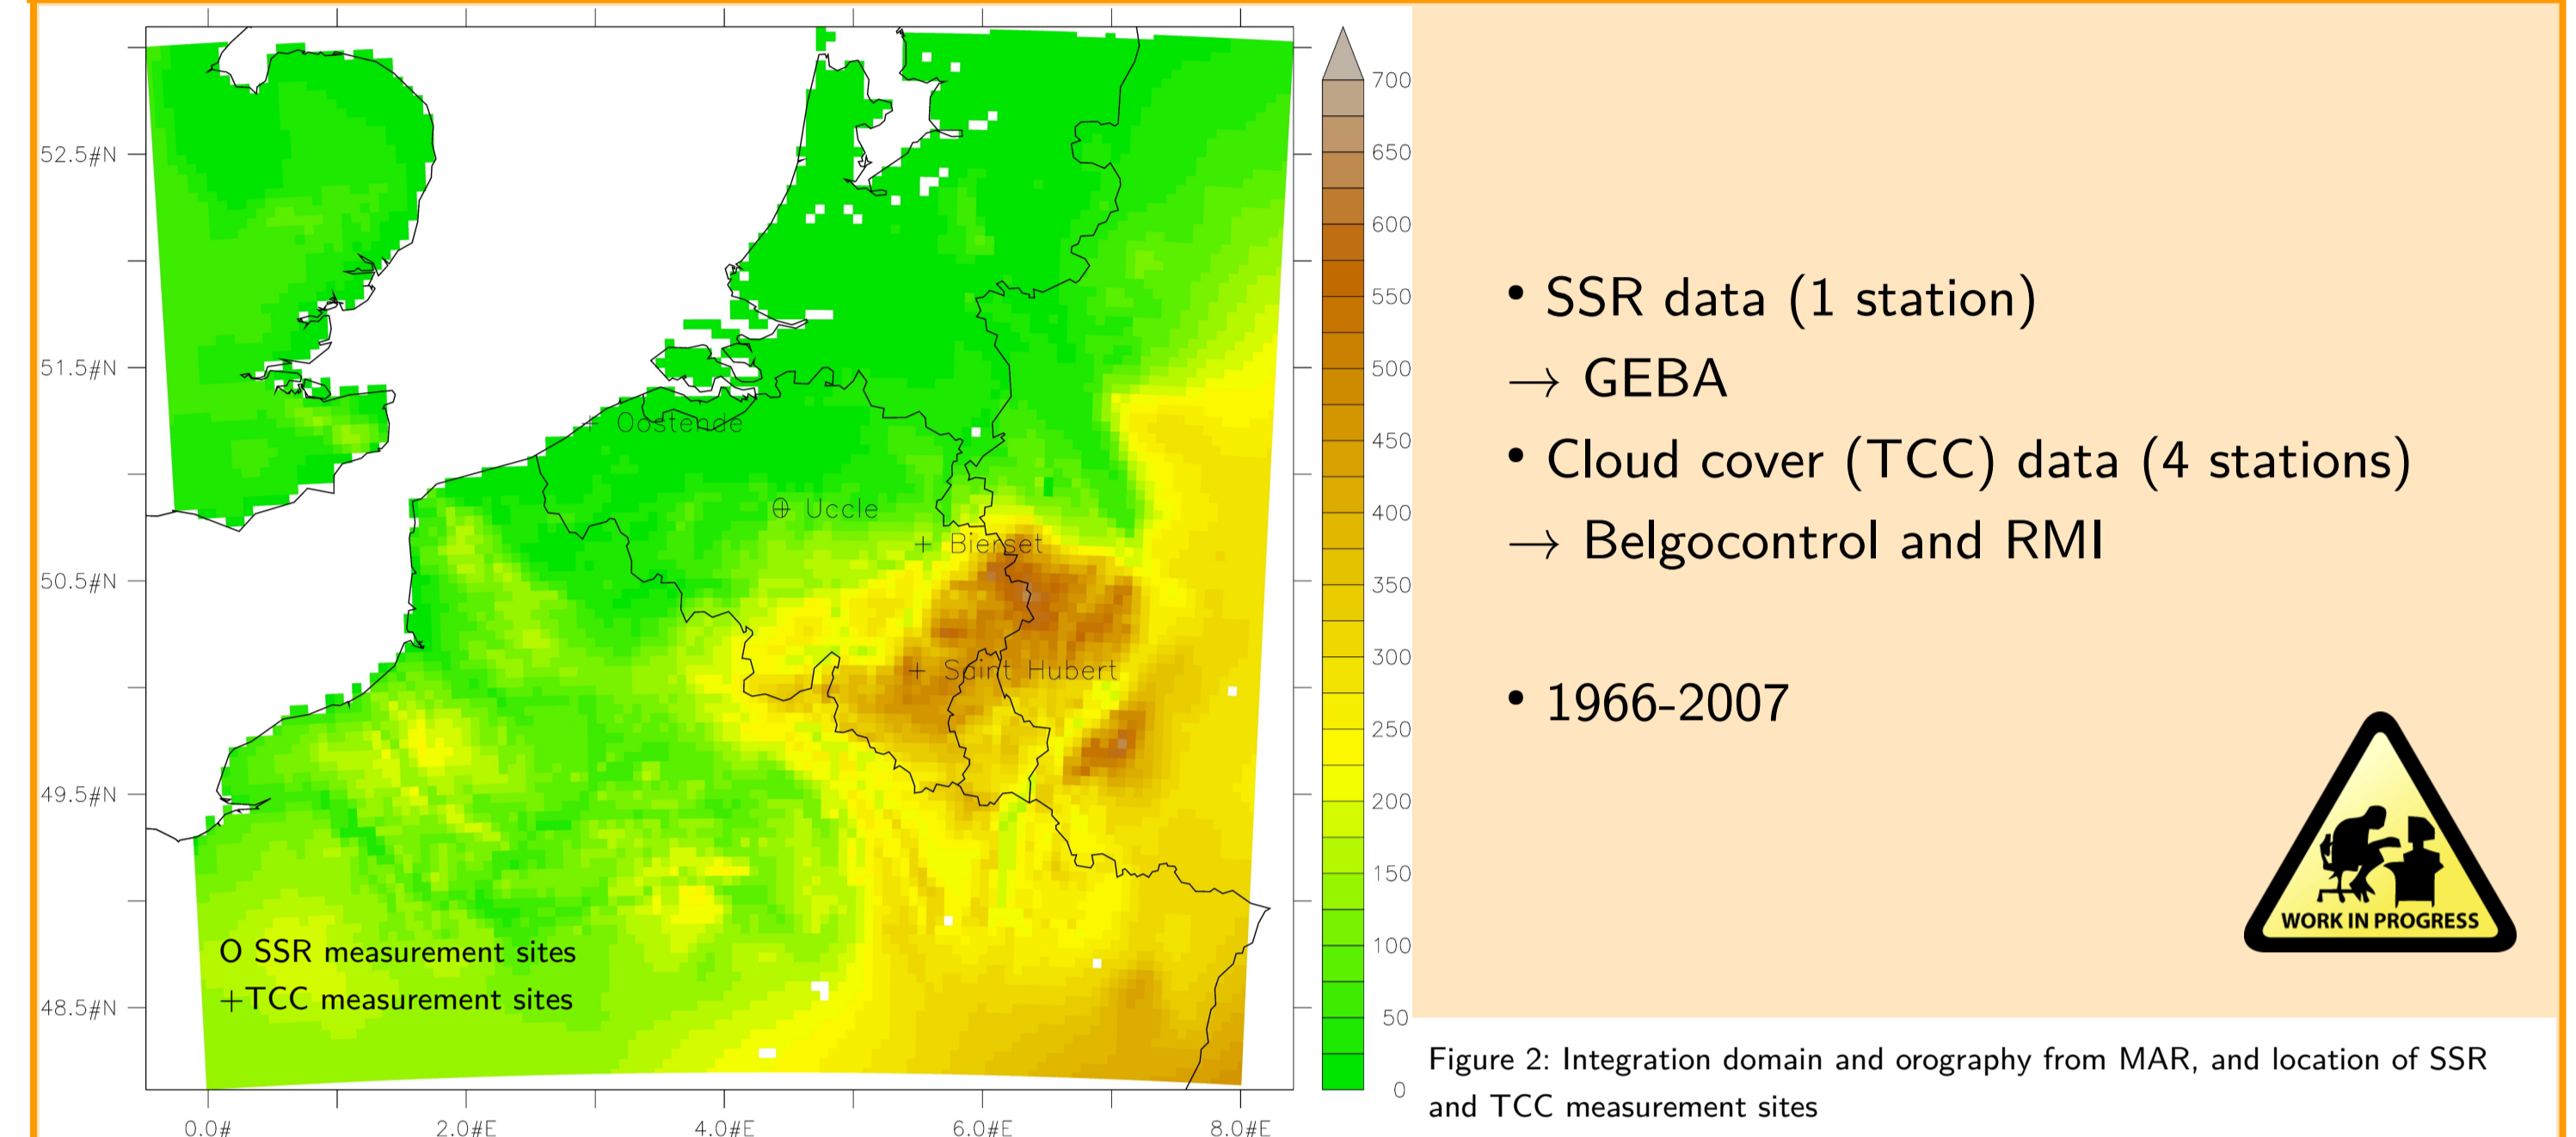 52.5#N
51.5#N
50.5#N
49.5#N
48.5#N
0.0#
2.0#E
4.0#E
6.0#E
8.0#E
Oostende
Uccle
Bierset
Saint Hubert
O SSR measurement sites
+TCC measurement sites
700
650
600
550
500
450
400
350
300
250
200
150
100
50
0
• SSR data (1 station)
→ GEBA
• Cloud cover (TCC) data (4 stations)
→ Belgocontrol and RMI
• 1966-2007
WORK IN PROGRESS
Figure 2: Integration domain and orography from MAR, and location of SSR
and TCC measurement sites